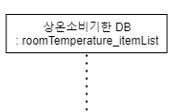 상온소비기한 DB
: roomTemperature_itemList